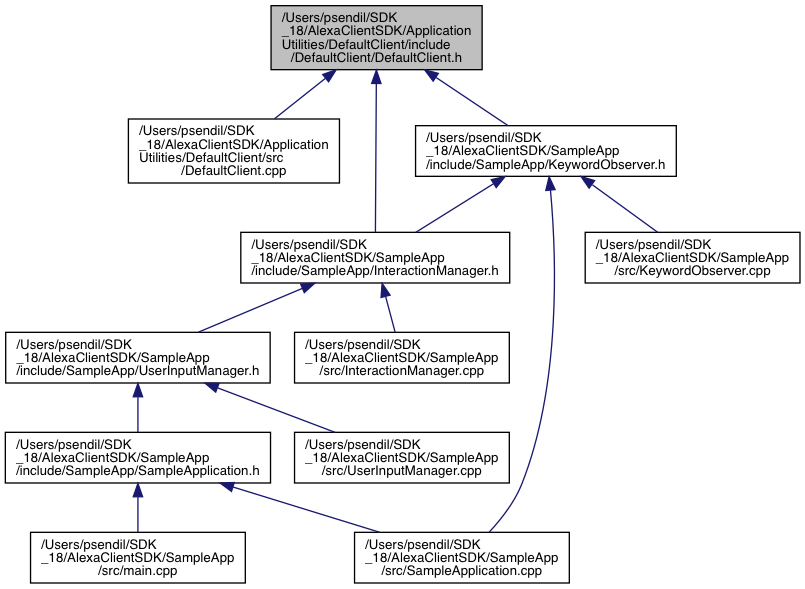 /Users/psendil/SDK
_18/AlexaClientSDK/Application
Utilities/DefaultClient/include
/DefaultClient/DefaultClient.h
/Users/psendil/SDK
_18/AlexaClientSDK/Application
Utilities/DefaultClient/src
/DefaultClient.cpp
/Users/psendil/SDK
_18/AlexaClientSDK/SampleApp
/include/SampleApp/KeywordObserver.h
/Users/psendil/SDK
_18/AlexaClientSDK/SampleApp
/include/SampleApp/InteractionManager.h
/Users/psendil/SDK
_18/AlexaClientSDK/SampleApp
/src/KeywordObserver.cpp
/Users/psendil/SDK
_18/AlexaClientSDK/SampleApp
/include/SampleApp/UserInputManager.h
/Users/psendil/SDK
_18/AlexaClientSDK/SampleApp
/src/InteractionManager.cpp
/Users/psendil/SDK
_18/AlexaClientSDK/SampleApp
/include/SampleApp/SampleApplication.h
/Users/psendil/SDK
_18/AlexaClientSDK/SampleApp
/src/UserInputManager.cpp
/Users/psendil/SDK
_18/AlexaClientSDK/SampleApp
/src/main.cpp
/Users/psendil/SDK
_18/AlexaClientSDK/SampleApp
/src/SampleApplication.cpp